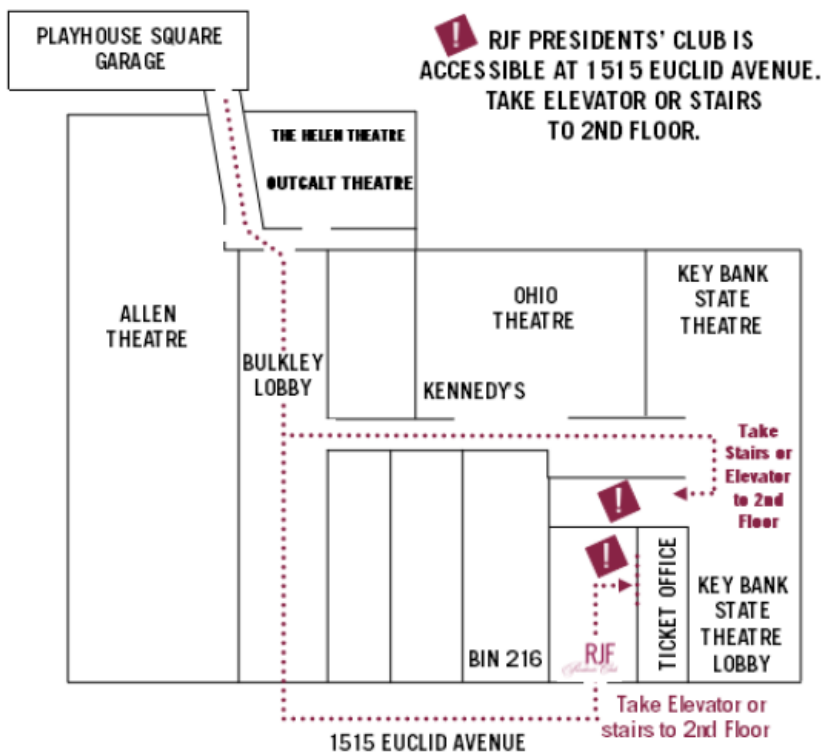 PLAYHOUSE SQUARE
GARAGE
! RJF PRESIDENTS' CLUB IS
ACCESSIBLE AT 1515 EUCLID AVENUE.
TAKE ELEVATOR OR STAIRS
TO 2ND FLOOR.
THE HELEN THEATRE
OUTCALT THEATRE
ALLEN
THEATRE
BULKLEY
LOBBY
OHIO
THEATRE
KENNEDY'S
KEY BANK
STATE
THEATRE
Take
Stairs or
Elevator
to 2nd
Floor
!
!
BIN 216
RJF
TICKET OFFICE
KEY BANK
STATE
THEATRE
LOBBY
Take Elevator or
stairs to 2nd Floor
1515 EUCLID AVENUE